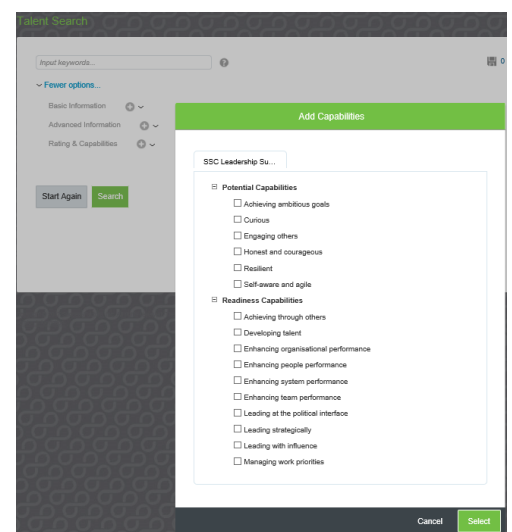 Talent Search
Input keywords...
0
Fewer options...
Basic Information
Advanced Information
Rating & Capabilities
Start Again
Search
Add Capabilities
SSC Leadership Su...
Potential Capabilities
Achieving ambitious goals
Curious
Engaging others
Honest and courageous
Resilient
Self-aware and agile
Readiness Capabilities
Achieving through others
Developing talent
Enhancing organisational performance
Enhancing people performance
Enhancing system performance
Enhancing team performance
Leading at the political interface
Leading strategically
Leading with influence
Managing work priorities
Cancel
Select